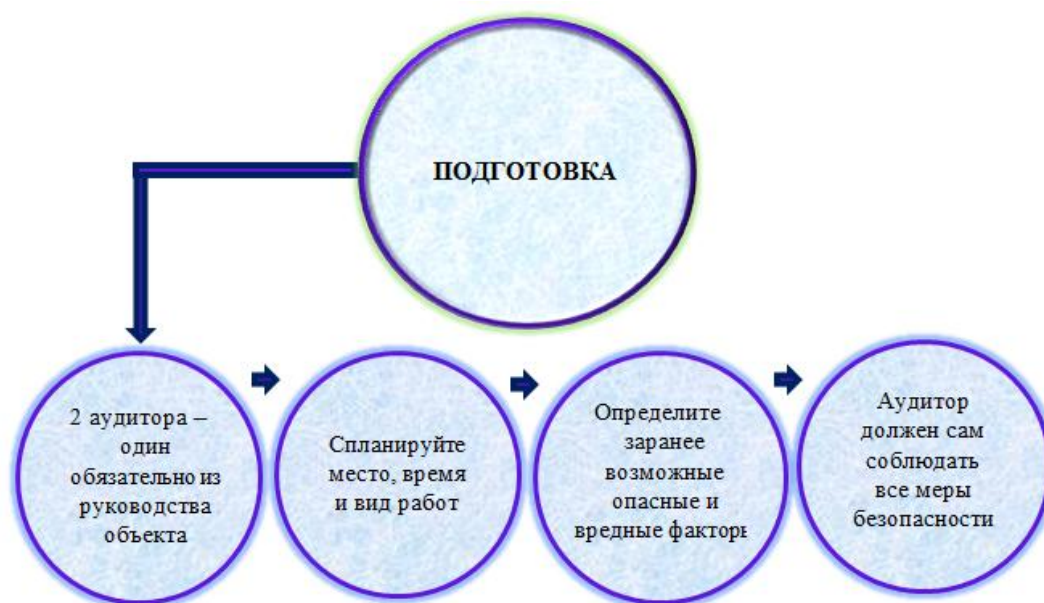 ПОДГОТОВКА
2 аудитора –
один
обязательно из
руководства
объекта
Спланируйте
место, время
и вид работ
Определите
заранее
возможные
опасные и
вредные факторы
Аудитор
должен сам
соблюдать
все меры
безопасности